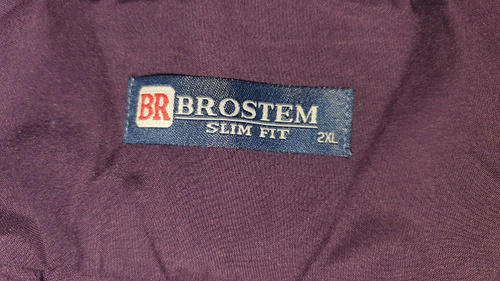 BR BROSTEM
SLIM FIT
2XL